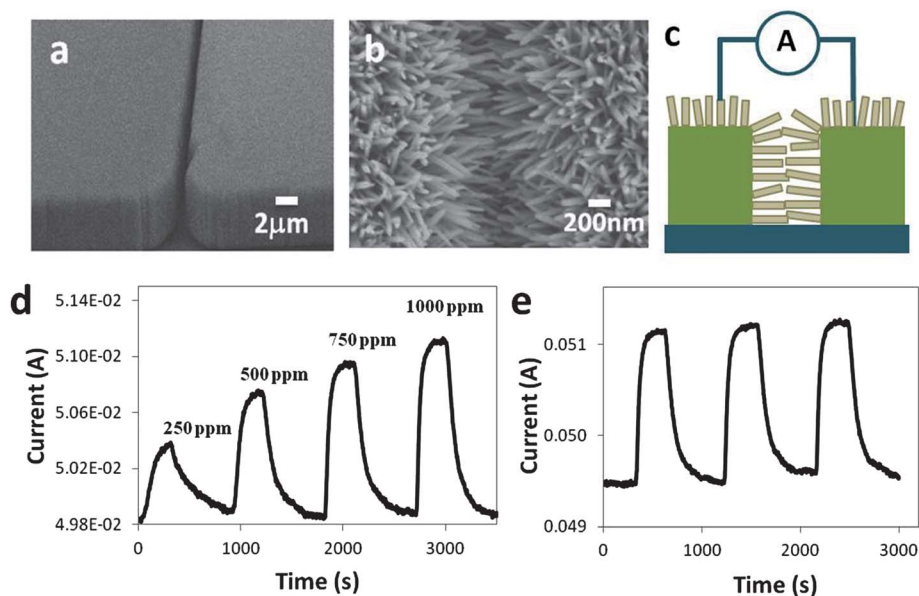 a
2μm
b
200nm
c
A
d
Current (A)
5.14E-02
5.10E-02
5.06E-02
5.02E-02
4.98E-02
250 ppm
500 ppm
750 ppm
1000 ppm
0
1000
2000
3000
Time (s)
e
Current (A)
0.051
0.050
0.049
0
1000
2000
3000
Time (s)